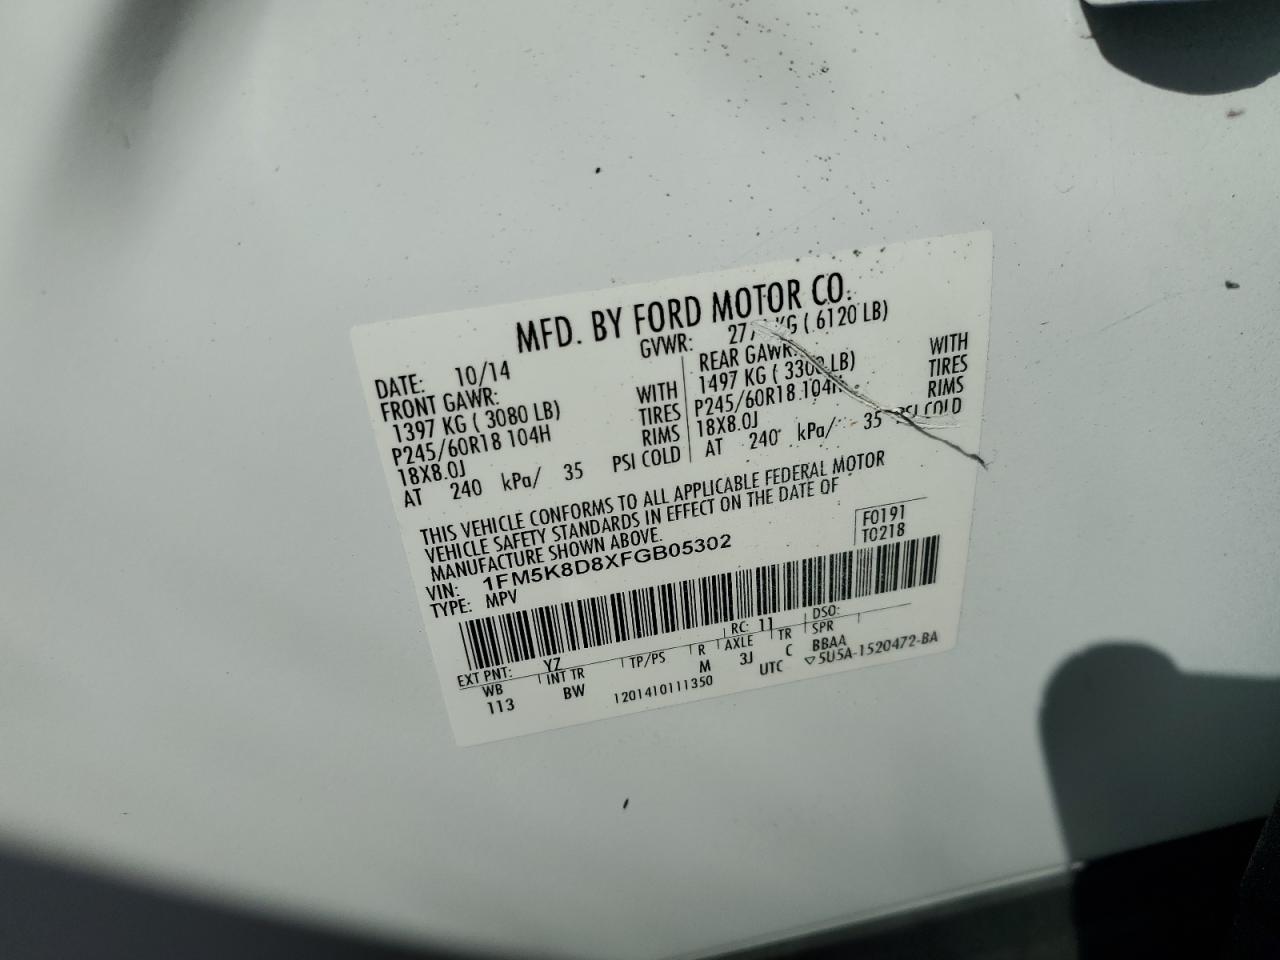 MFD. BY FORD MOTOR CO.
DATE: 10/14 GVWR: KG ( 6120 LB)
FRONT GAWR: REAR GAWR:
1397 KG ( 3080 LB) WITH 1497 KG ( LB) WITH
P245/60R18 104H TIRES P245/60R18 TIRES
18X8.0J RIMS 18X8.0J RIMS
AT 240 kPa/ 35 PSI COLD AT 240 kPa/ 35 PSI COLD
THIS VEHICLE CONFORMS TO ALL APPLICABLE FEDERAL MOTOR
VEHICLE SAFETY STANDARDS IN EFFECT ON THE DATE OF
MANUFACTURE SHOWN ABOVE.
F0191
T0218
VIN: 1FM5K8D8XFGB05302
TYPE: MPV
EXT PNT: YZ RC: 11 DSO:
WB INT TR TP/PS R AXLE TR SPR
113 BW M 3J C BBAA
1201410111350 UTC ▽5U5A-1520472-BA